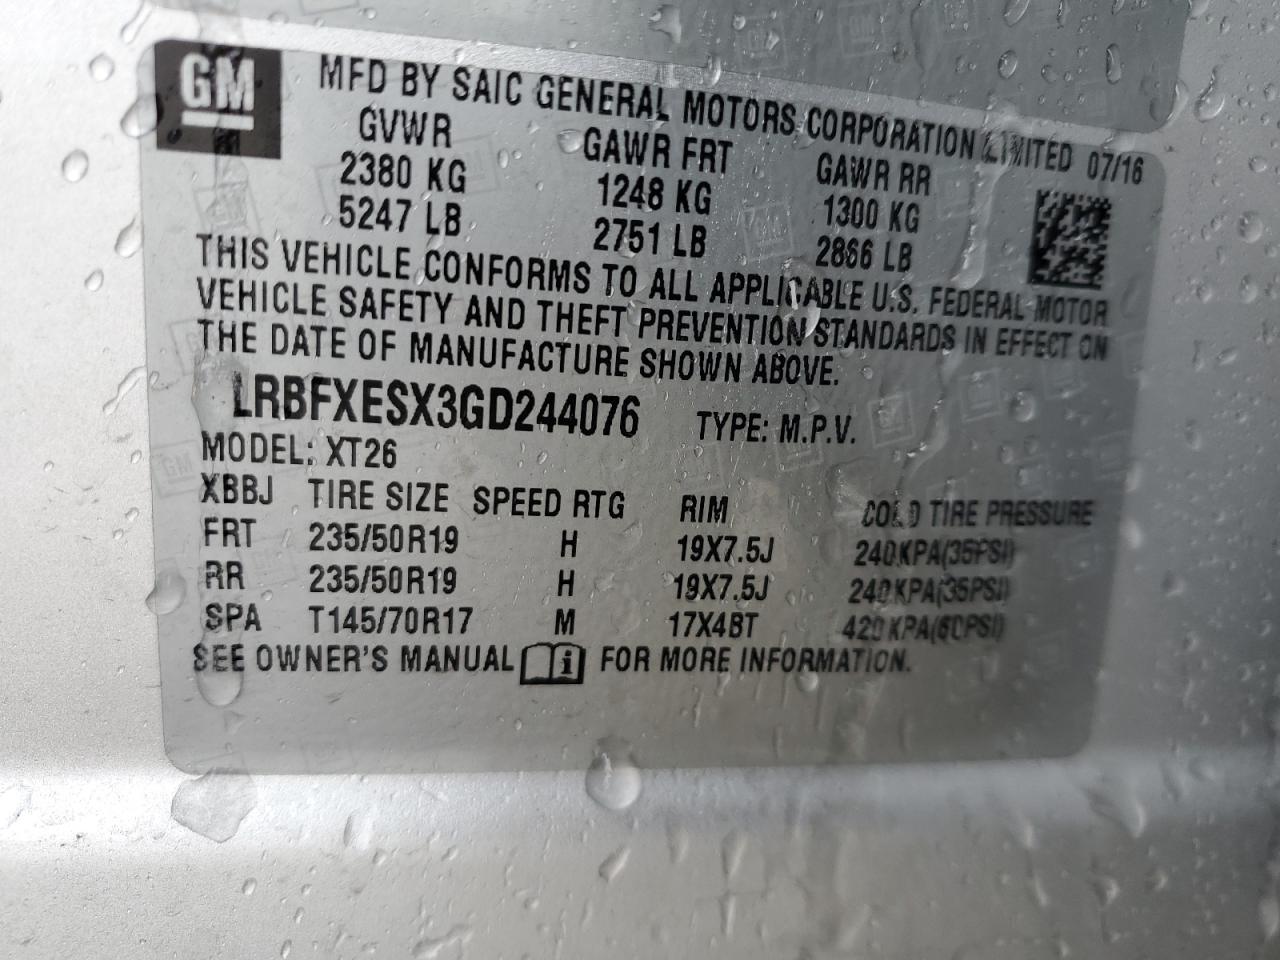 GM
MFD BY SAIC GENERAL MOTORS CORPORATION LIMITED 07/16
GVWR GAWR FRT GAWR RR
2380 KG 1248 KG 1300 KG
5247 LB 2751 LB 2866 LB
THIS VEHICLE CONFORMS TO ALL APPLICABLE U.S. FEDERAL MOTOR
VEHICLE SAFETY AND THEFT PREVENTION STANDARDS IN EFFECT ON
THE DATE OF MANUFACTURE SHOWN ABOVE.
LRBFXESX3GD244076 TYPE: M.P.V.
MODEL: XT26
XBBJ TIRE SIZE SPEED RTG RIM COLD TIRE PRESSURE
FRT 235/50R19 H 19X7.5J 240KPA(35PSI)
RR 235/50R19 H 19X7.5J 240KPA(35PSI)
SPA T145/70R17 M 17X4BT 420KPA(60PSI)
SEE OWNER'S MANUAL FOR MORE INFORMATION.